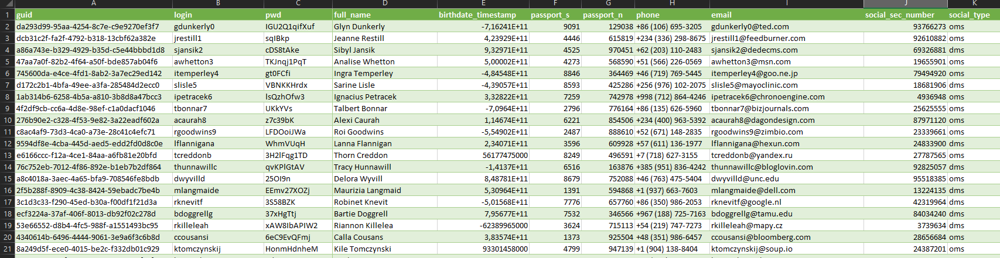 A B C D E F G H I J K
1 guid login pwd full_name birthdate_timestamp passport_s passport_n phone email social_sec_number social_type
2 da293d99-95aa-4254-8c7e-c9e9270ef3f7 gdunkerly0 IGU2Q1qifXuf Glyn Dunkerly -7,16241E+11 9091 129038 +86 (106) 695-3205 gdunkerly0@ted.com 93766273 oms
3 dcb31c2f-fa2f-4792-b318-13cbf62a382e jrestill1 sqIBkp Jeanne Restill 4,23929E+11 4446 615819 +234 (336) 298-8675 jrestill1@feedburner.com 92610882 oms
4 a86a743e-b329-4929-b35d-c5e44bbbd1d8 sjansik2 cDS8tAke Sibyl Jansik 9,32971E+11 4525 970451 +62 (203) 110-2483 sjansik2@dedecms.com 69326881 dms
5 47aa7a0f-82b2-4f64-a50f-bde857ab04f6 awhetton3 TKJnqj1PqT Analise Whetton 5,00002E+11 4273 568590 +51 (566) 226-0569 awhetton3@msn.com 19655901 oms
6 745600da-e4ce-4fd1-8ab2-3a7ec29ed142 itemperley4 gt0FCfi Ingra Temperley -4,84548E+11 8846 364469 +46 (719) 769-5445 itemperley4@goo.ne.jp 79494920 oms
7 d172c2b1-4bfa-49ee-a3fa-285484d2ecc0 slisle5 VBNKKHrdx Sarine Lisle -4,39057E+11 8593 425286 +256 (976) 102-2075 slisle5@mayoclinic.com 18681906 dms
8 1ab314b6-6258-4b5a-a810-3b8d8a47bcc3 ipetracek6 lsQzhOfw3 Ignacius Petracek 3,32822E+11 7259 742978 +998 (712) 864-4246 ipetracek6@chronoengine.com 4936948 oms
9 4f2df9cb-cc6a-4d8e-98ef-c1a0dacf1046 tbonnar7 UKkYVs Talbert Bonnar -7,0964E+11 2796 776164 +86 (135) 626-5960 tbonnar7@bizjournals.com 25625555 dms
10 276b90e2-c328-4f53-9e82-3a22eadf602a acaurah8 z7c39bK Alexi Caurah 1,14674E+11 6221 854506 +234 (400) 963-5392 acaurah8@dagondesign.com 87971120 oms
11 c8ac4af9-73d3-4ca0-a73e-28c41c4efc71 rgoodwins9 LFDOoiJWa Roi Goodwins -5,54902E+11 2487 888610 +52 (671) 148-2835 rgoodwins9@zimbio.com 23339661 oms
12 9594df8e-4cba-445d-aed5-edd2fd0d8c0e lflannigana WhmVUqH Lanna Flannigan 2,34071E+11 3596 609928 +57 (611) 136-1977 lflannigana@hexun.com 24833900 dms
13 e6166ccc-f12a-4ce1-84aa-a6fb81e20bfd tcreddonb 3H2lFqg1TD Thorn Creddon 56177475000 8249 496591 +7 (718) 627-3155 tcreddonb@yandex.ru 27787565 oms
14 76c752eb-7012-4f86-892e-b1eb7b2df864 thunnawillc qvKPlGtAV Tracy Hunnawill -1,4137E+11 6516 163876 +385 (951) 836-4242 thunnawillc@bloglovin.com 92825057 dms
15 a8c4018a-3aec-4a65-bfa9-708546fe8bdb dwyvilld 25OI9n Delora Wyvill 8,48781E+11 8679 752088 +46 (763) 475-5404 dwyvilld@unc.edu 95518385 oms
16 2f5b288f-8909-4c38-8424-59ebadc7be4b mlangmaide EEmv27XOZj Maurizia Langmaid 5,30964E+11 1391 594868 +1 (937) 663-7603 mlangmaide@dell.com 13224135 dms
17 3c1d3c33-f290-45ed-b30a-f00df1f21d3a rknevitf 3S58BZK Robinet Knevit -5,01568E+11 7776 657760 +86 (350) 986-2053 rknevitf@google.nl 42319964 dms
18 ecf3224a-37af-406f-8013-db92f02c278d bdoggrellg 37xHgTtj Bartie Doggrell 7,95677E+11 7532 346566 +967 (188) 725-7163 bdoggrellg@tamu.edu 84034240 dms
19 53e66552-d8b4-4fc5-988f-a1551493bc95 rkilleleah xAW8IbAPIW2 Riannon Killelea -62389965000 3624 715113 +54 (219) 747-7273 rkilleleah@mapy.cz 3739634 dms
20 4340614b-6496-4444-9061-3e9a6f3c6b8d ccousansi 6eC9EvQFmj Calla Cousans 3,83574E+11 1373 925504 +48 (351) 986-6457 ccousansi@bloomberg.com 28656684 oms
21 8a249d5f-ece0-4015-be2c-f332db01c929 ktomczynskij HonmHdnheM Kile Tomczynski 93301458000 4799 947139 +1 (904) 138-8404 ktomczynskij@soup.io 24387201 oms